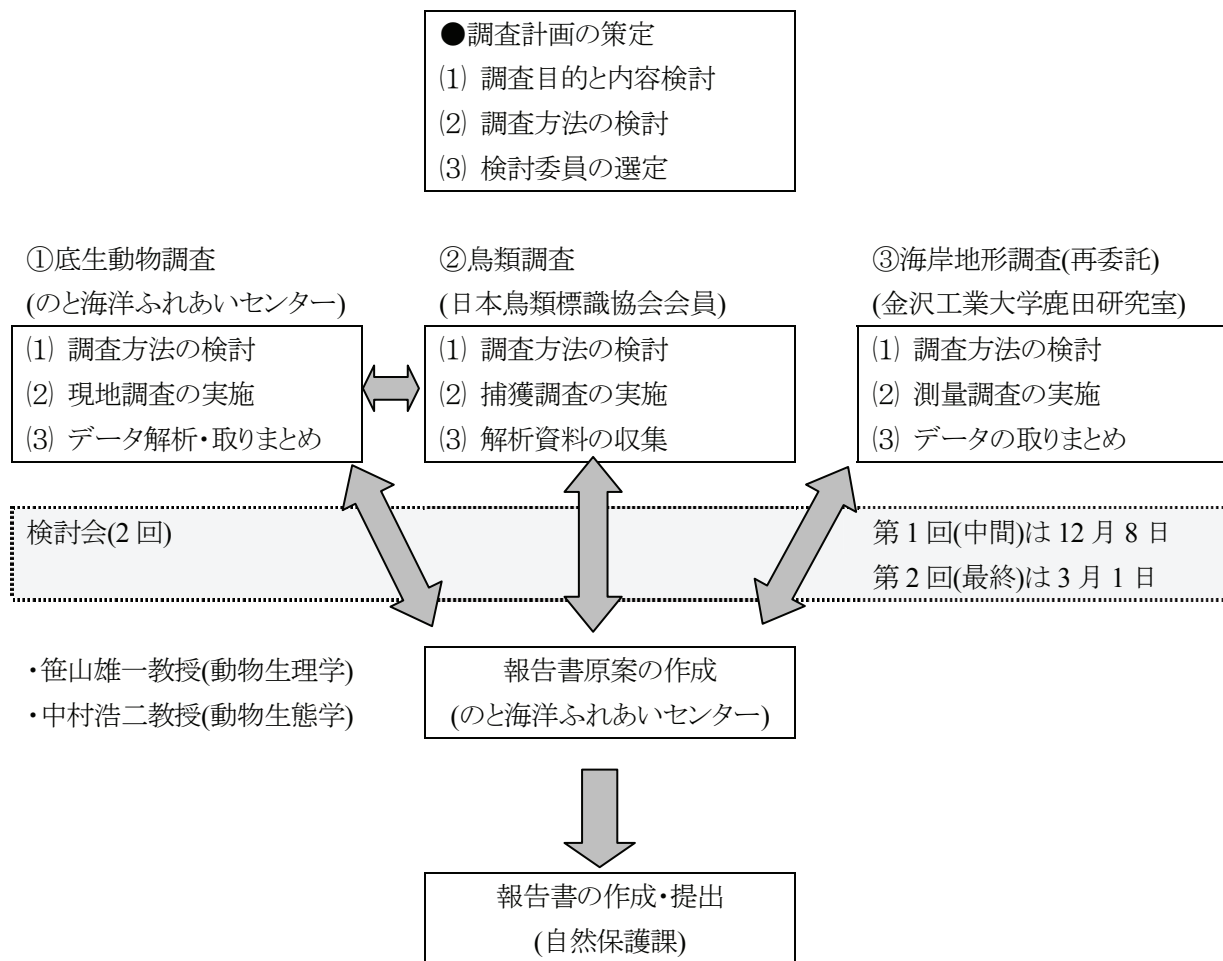 ●調査計画の策定
⑴ 調査目的と内容検討
⑵ 調査方法の検討
⑶ 検討委員の選定
①底生動物調査
(のと海洋ふれあいセンター)
⑴ 調査方法の検討
⑵ 現地調査の実施
⑶ データ解析・取りまとめ
②鳥類調査
(日本鳥類標識協会会員)
⑴ 調査方法の検討
⑵ 捕獲調査の実施
⑶ 解析資料の収集
③海岸地形調査(再委託)
(金沢工業大学鹿田研究室)
⑴ 調査方法の検討
⑵ 測量調査の実施
⑶ データの取りまとめ
検討会(2 回)
第 1 回(中間)は 12 月 8 日
第 2 回(最終)は 3 月 1 日
・笹山雄一教授(動物生理学)
・中村浩二教授(動物生態学)
報告書原案の作成
(のと海洋ふれあいセンター)
報告書の作成・提出
(自然保護課)